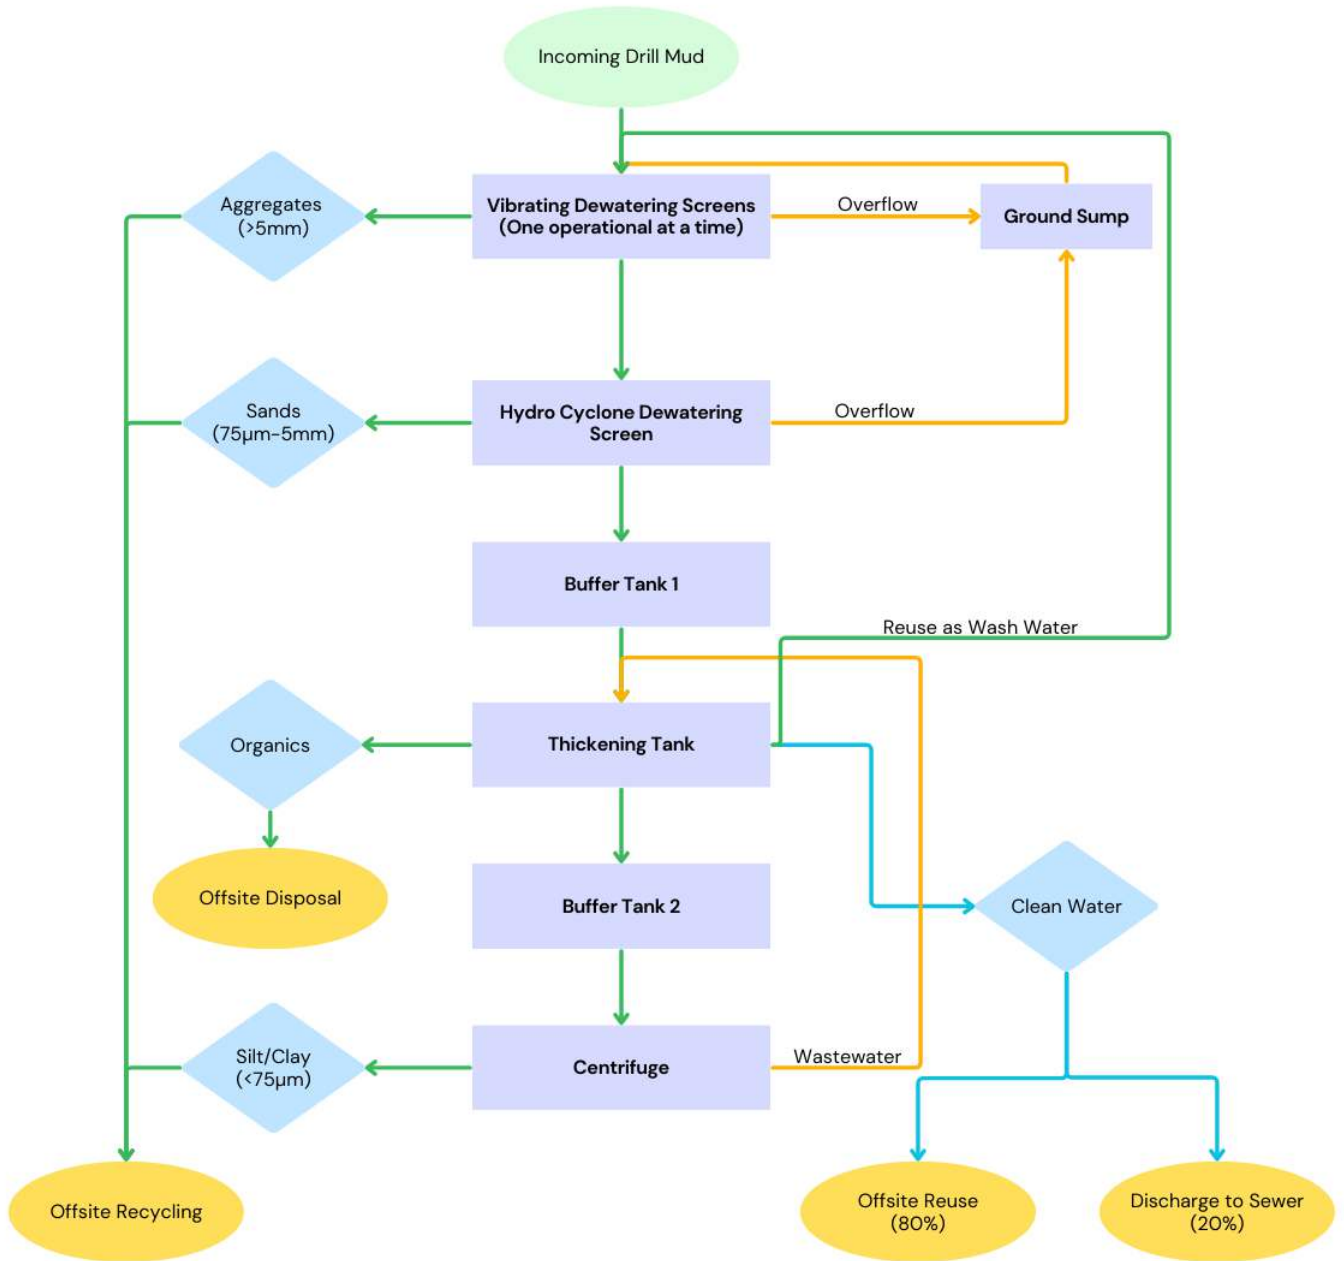 Incoming Drill Mud
Aggregates
(>5mm)
Vibrating Dewatering Screens
(One operational at a time)
Overflow
Ground Sump
Sands
(75µm-5mm)
Hydro Cyclone Dewatering
Screen
Overflow
Buffer Tank 1
Reuse as Wash Water
Organics
Thickening Tank
Offsite Disposal
Buffer Tank 2
Clean Water
Silt/Clay
(<75µm)
Centrifuge
Wastewater
Offsite Recycling
Offsite Reuse
(80%)
Discharge to Sewer
(20%)